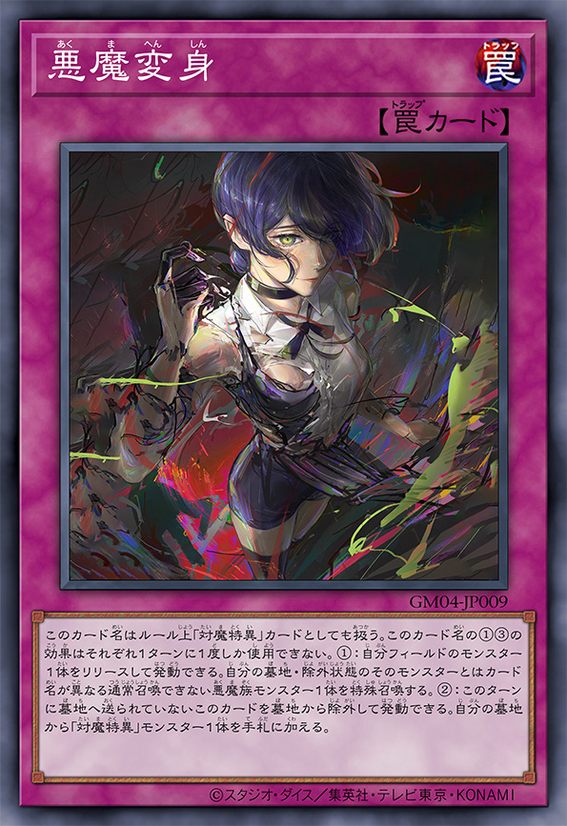 悪魔変身
罠
【罠カード】
GM04-JP009
このカード名はルール上「対魔特異」カードとしても扱う。このカード名の①③の
効果はそれぞれ1ターンに1度しか使用できない。①：自分フィールドのモンスター
1体をリリースして発動できる。自分の墓地・除外状態のそのモンスターとはカード
名が異なる通常召喚できない悪魔族モンスター1体を特殊召喚する。②：このターン
に墓地へ送られていないこのカードを墓地から除外して発動できる。自分の墓地
から「対魔特異」モンスター1体を手札に加える。
©スタジオ・ダイス／集英社・テレビ東京・KONAMI